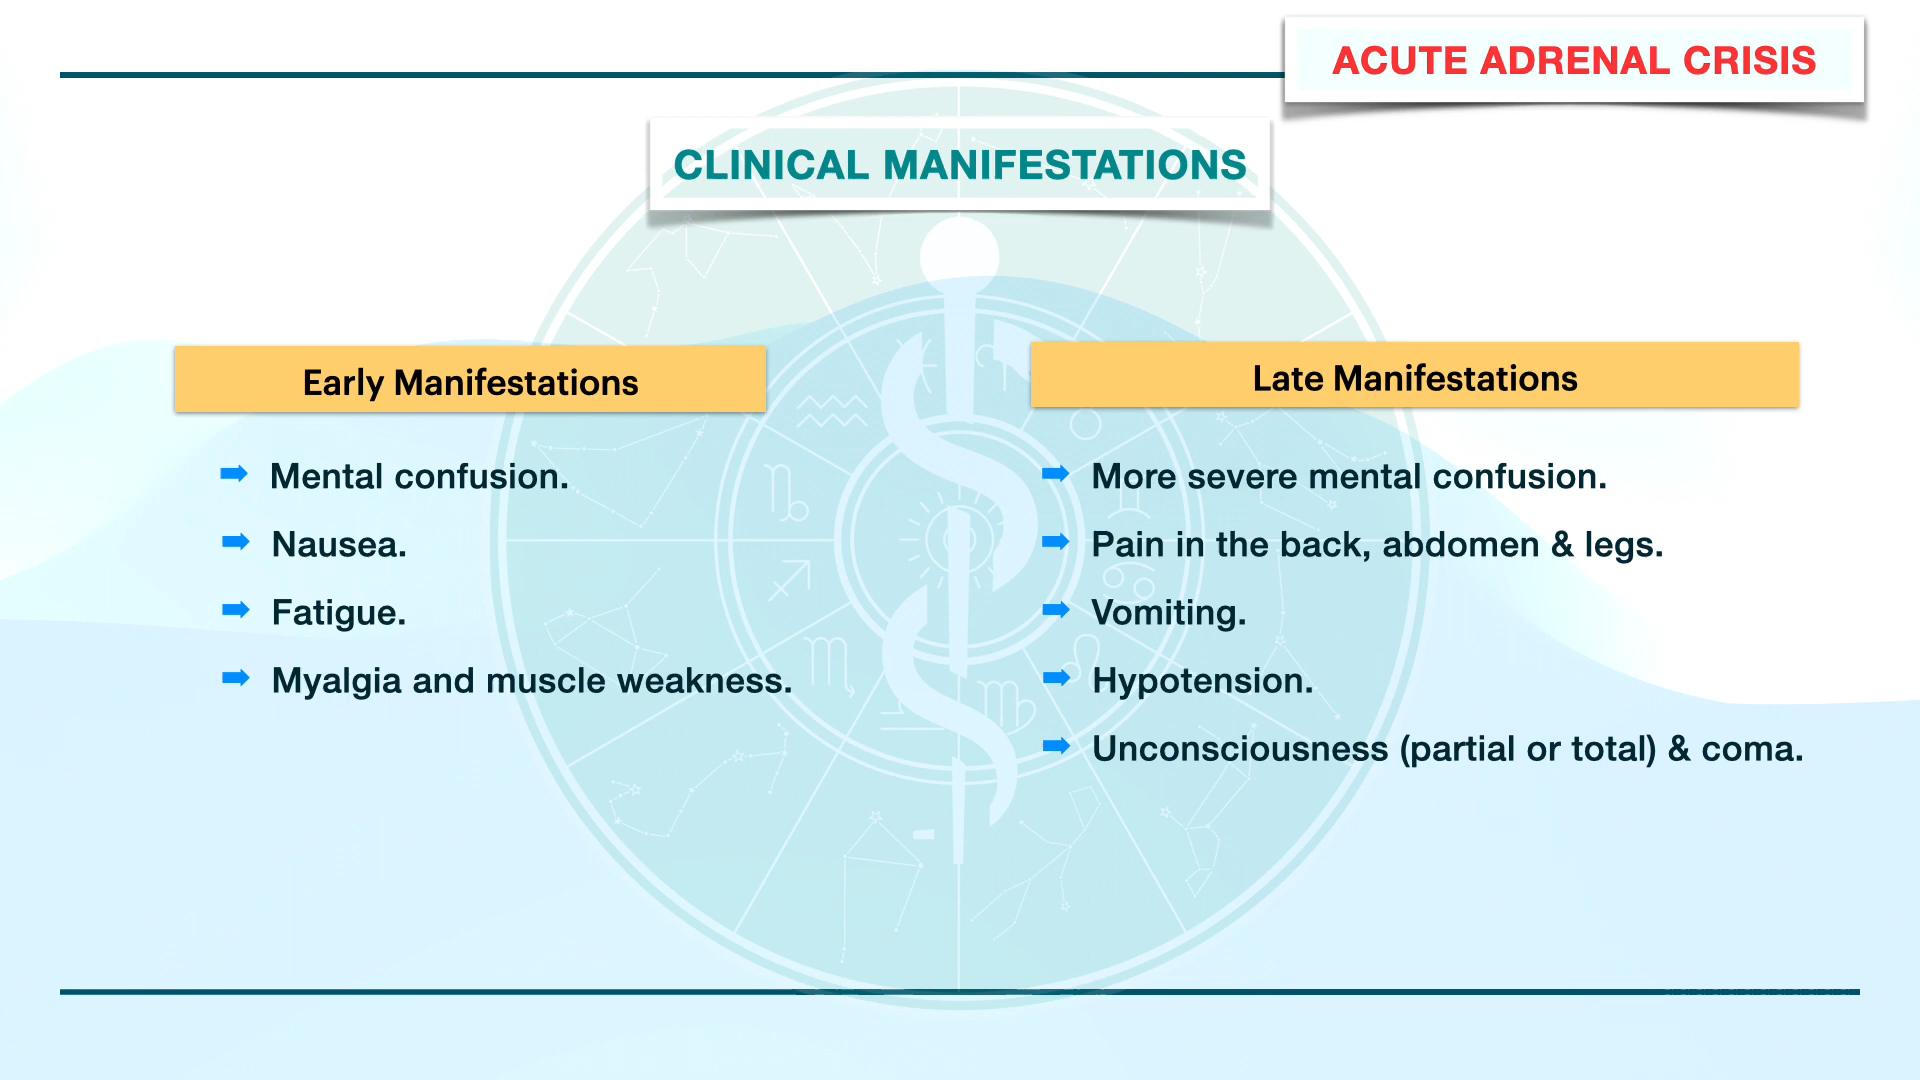 ACUTE ADRENAL CRISIS
CLINICAL MANIFESTATIONS
Early Manifestations
Mental confusion.
Nausea.
Fatigue.
Myalgia and muscle weakness.
Late Manifestations
More severe mental confusion.
Pain in the back, abdomen & legs.
Vomiting.
Hypotension.
Unconsciousness (partial or total) & coma.